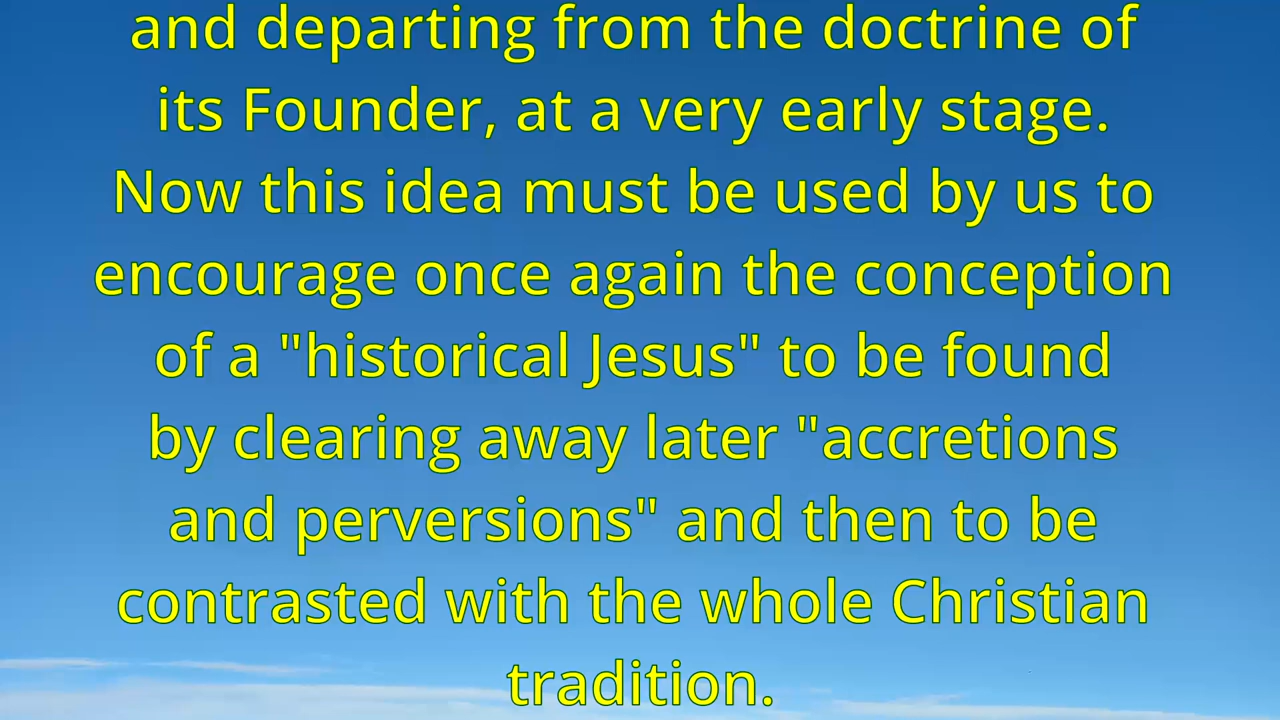 and departing from the doctrine of
its Founder, at a very early stage.
Now this idea must be used by us to
encourage once again the conception
of a "historical Jesus" to be found
by clearing away later "accretions
and perversions" and then to be
contrasted with the whole Christian
tradition.